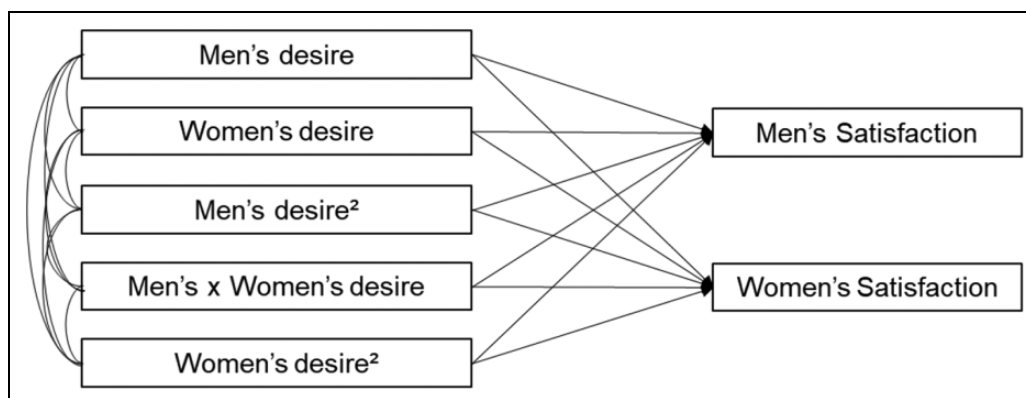 Men’s desire
Women’s desire
Men’s desire²
Men’s x Women’s desire
Women’s desire²
Men’s Satisfaction
Women’s Satisfaction